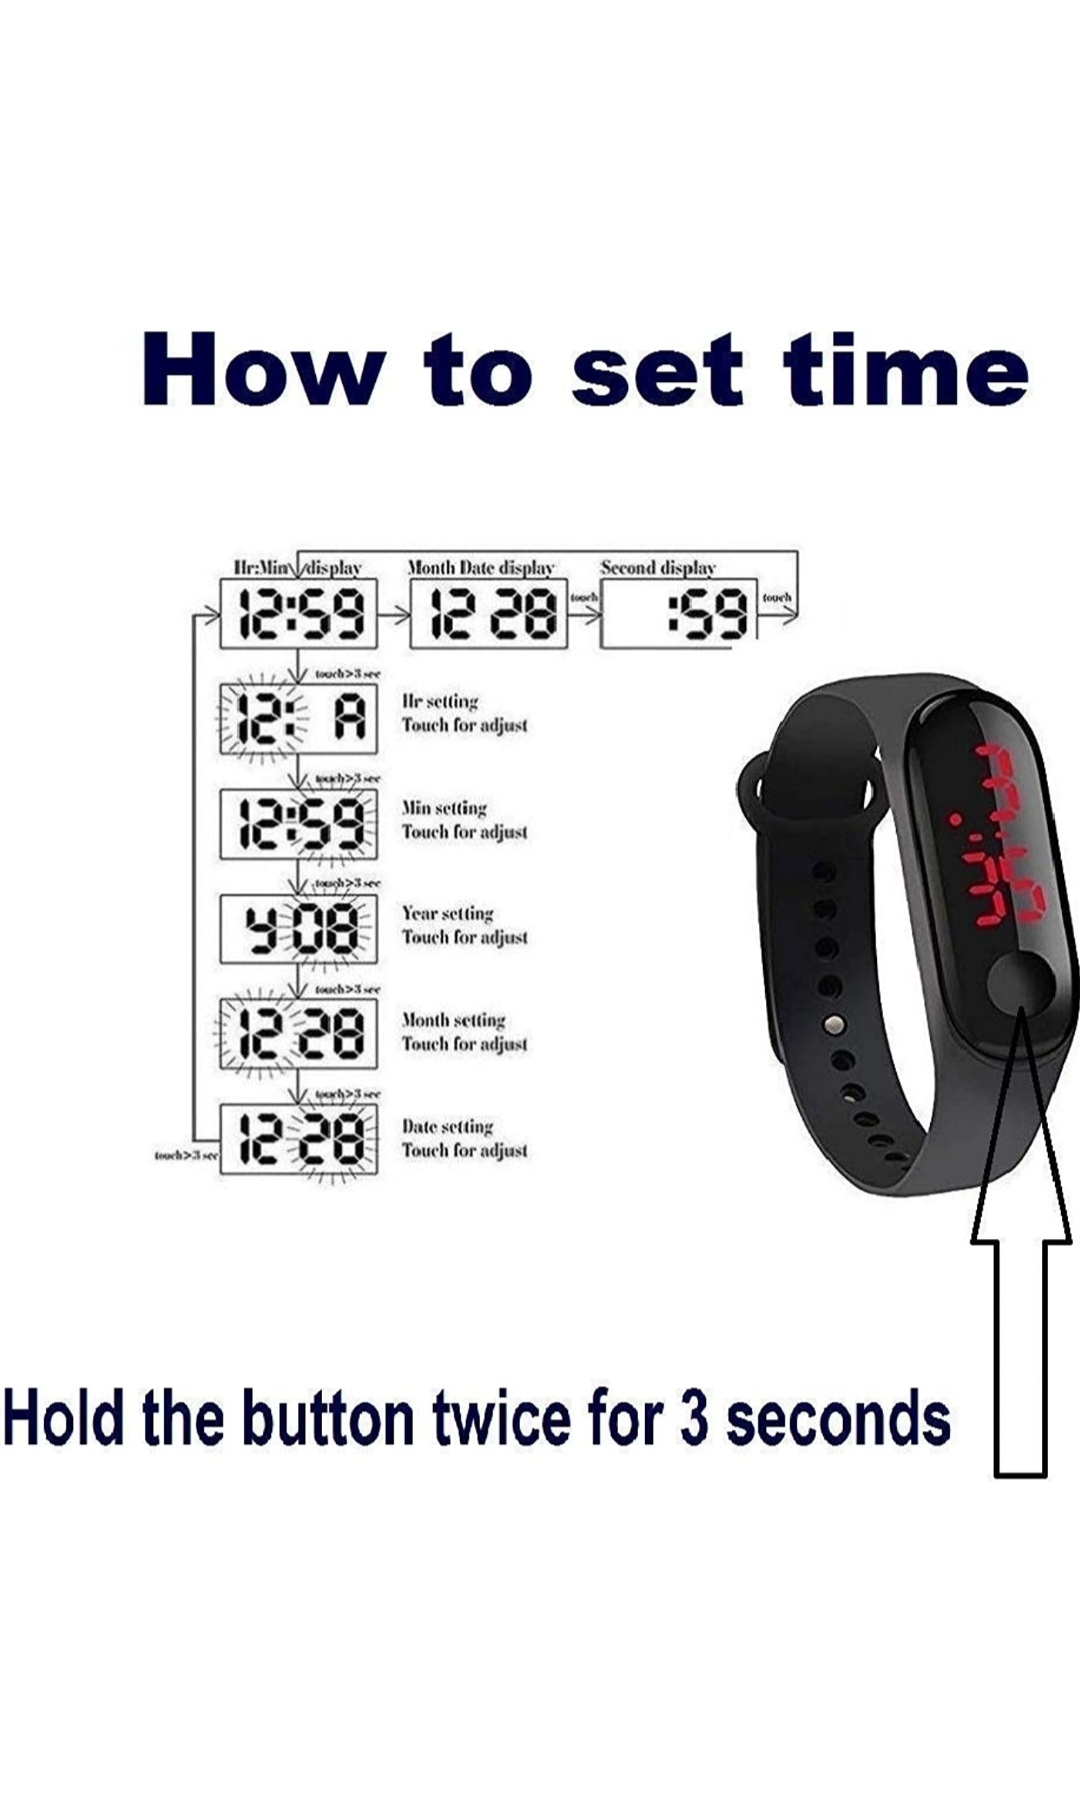 How to set time
Hr:Min display
Month Date display
Second display
12:59
12 28
touch
:59
touch
touch>3 sec
12: A
Hr setting
Touch for adjust
touch>3 sec
12:59
Min setting
Touch for adjust
touch>3 sec
y 08
Year setting
Touch for adjust
touch>3 sec
12 28
Month setting
Touch for adjust
touch>3 sec
12 28
Date setting
Touch for adjust
touch>3 sec
Hold the button twice for 3 seconds